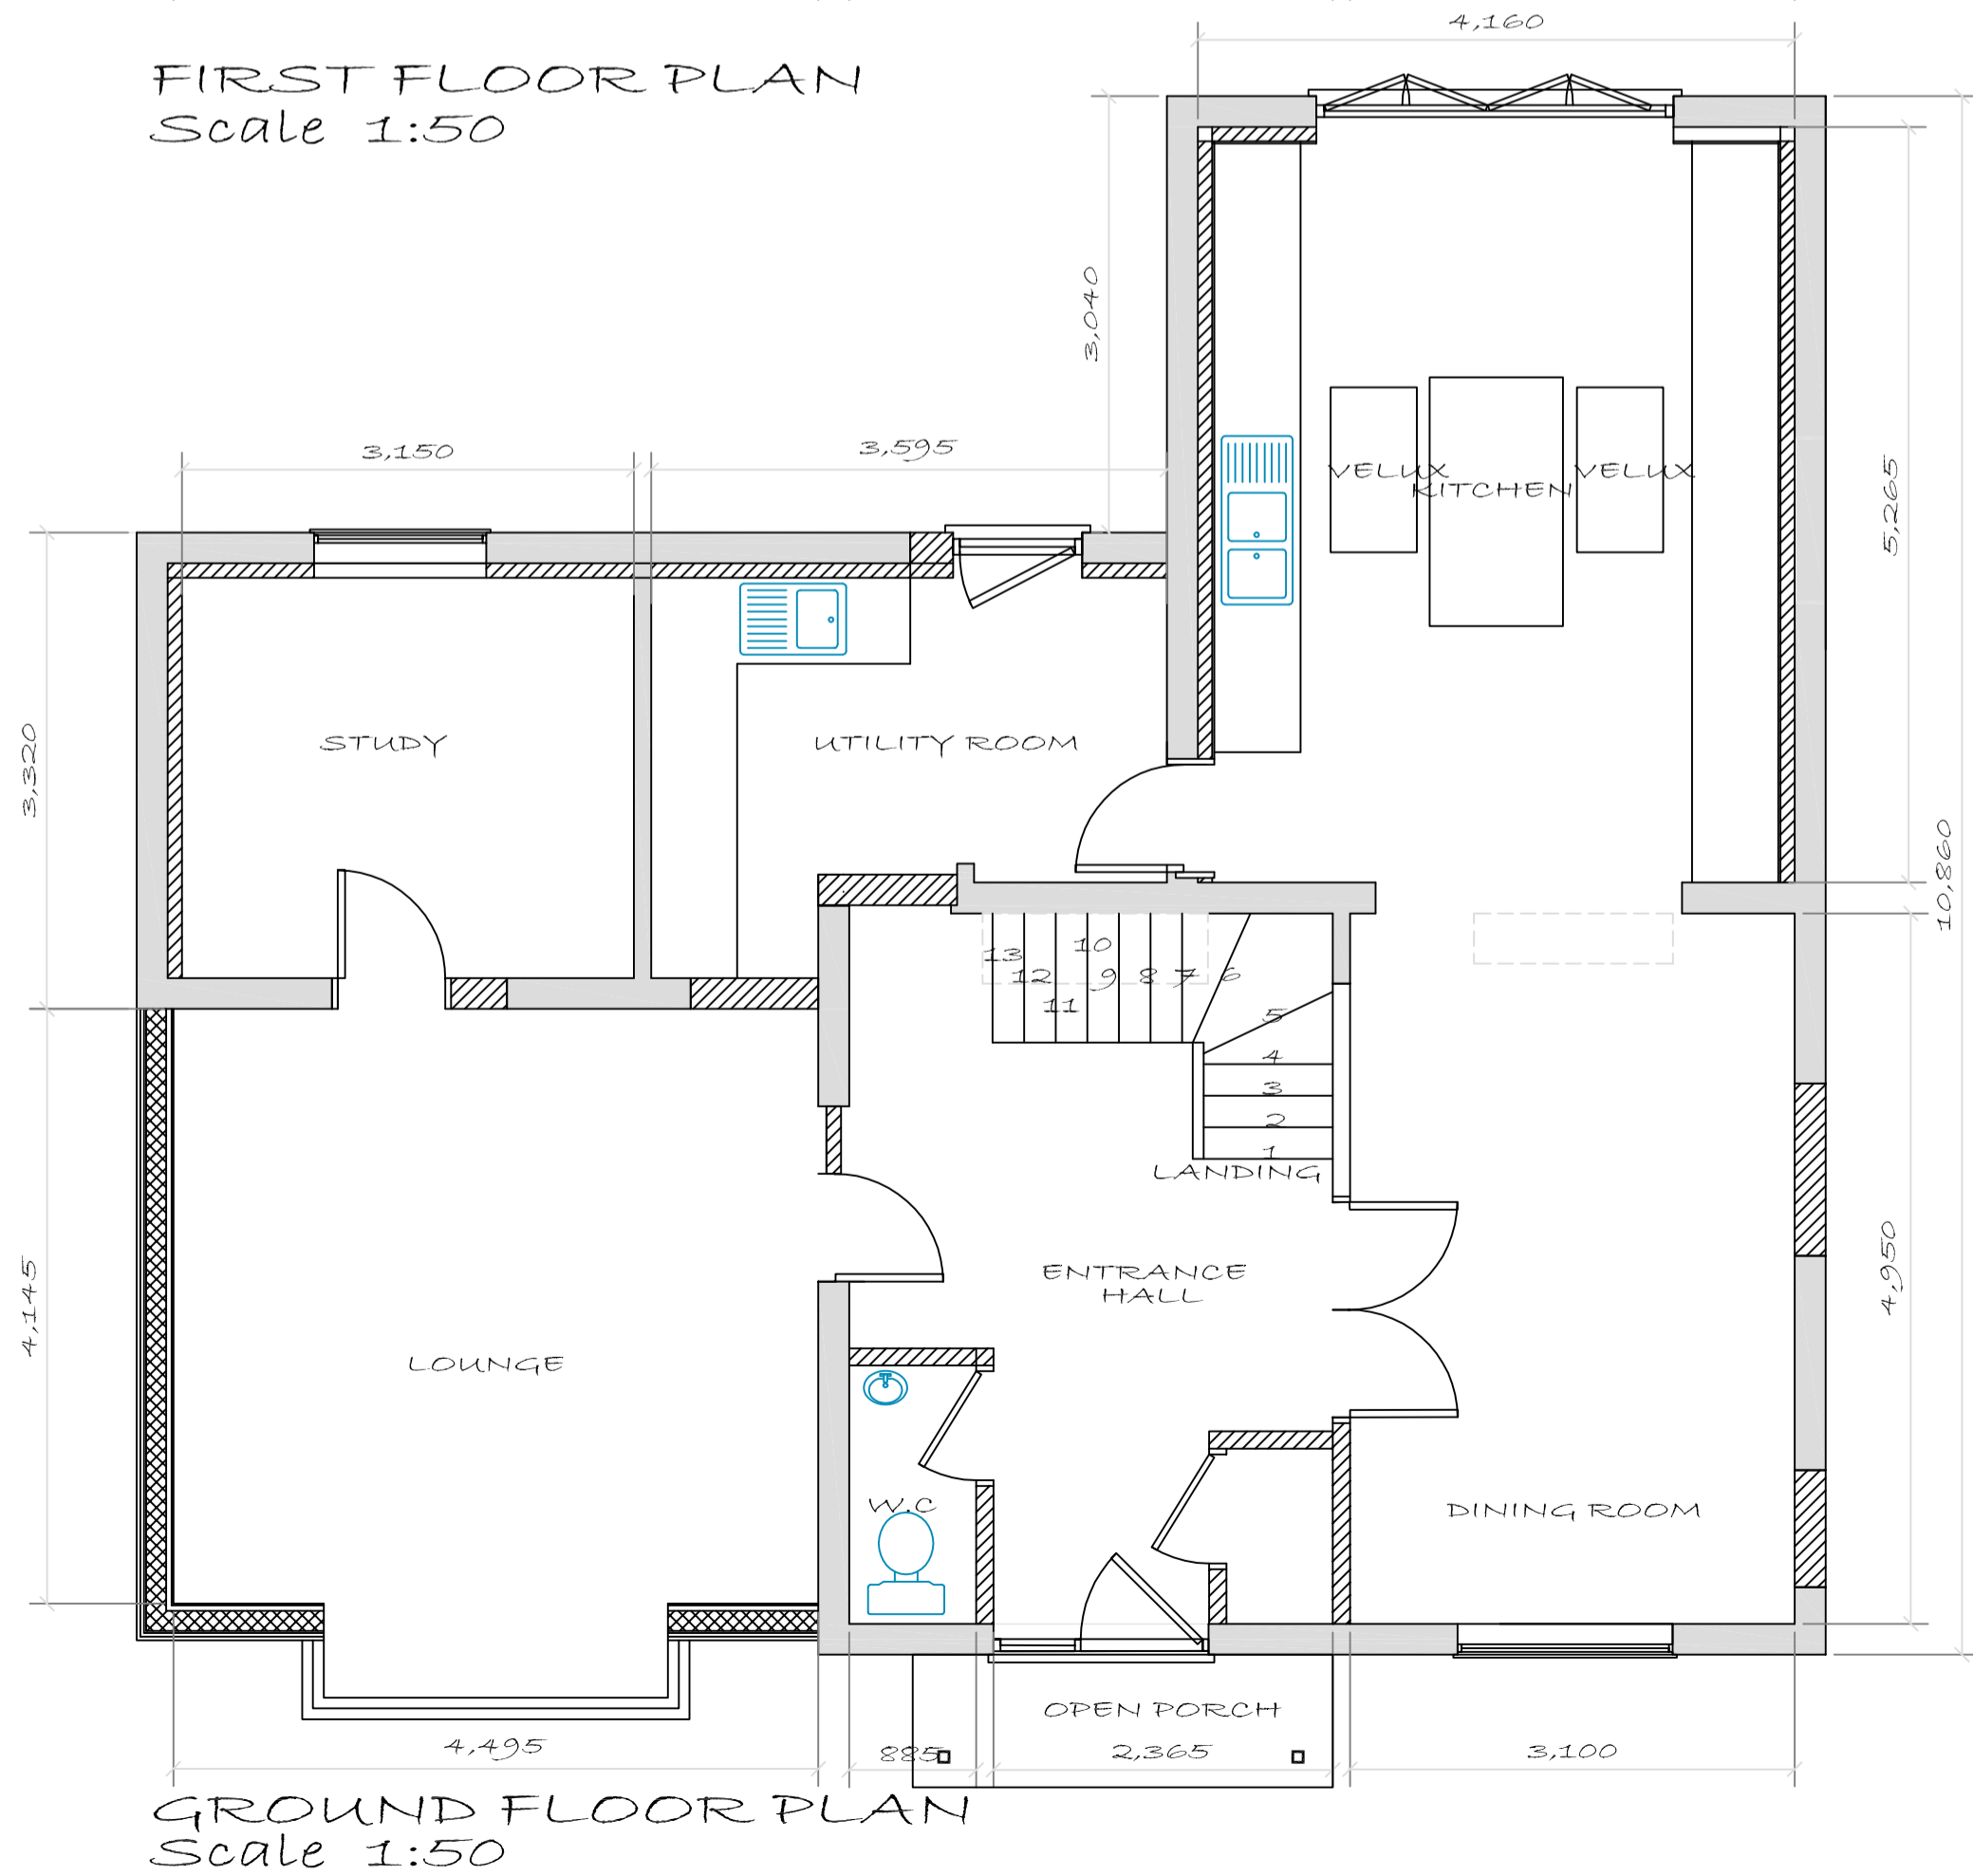 4,160
FIRST FLOOR PLAN
Scale 1:50
3,040
3,150
3,595
VELUX
VELUX
KITCHEN
5,265
STUDY
UTILITY ROOM
3,320
10,860
13
10
12
9
8
7
6
11
5
4
3
2
1
LANDING
4,145
4,950
ENTRANCE
HALL
LOUNGE
W.C
DINING ROOM
OPEN PORCH
4,495
885
2,365
3,100
GROUND FLOOR PLAN
Scale 1:50